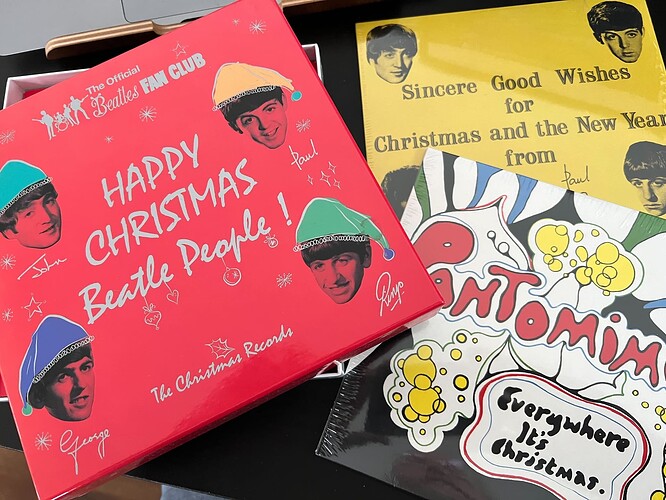 The Official
Beatles FAN CLUB
HAPPY
CHRISTMAS
Beatle People!
Paul
John
Ringo
George
The Christmas Records
Sincere Good Wishes
for
Christmas and the New Year
from
Paul
PANTOMIM
Everywhere
It's
Christmas.